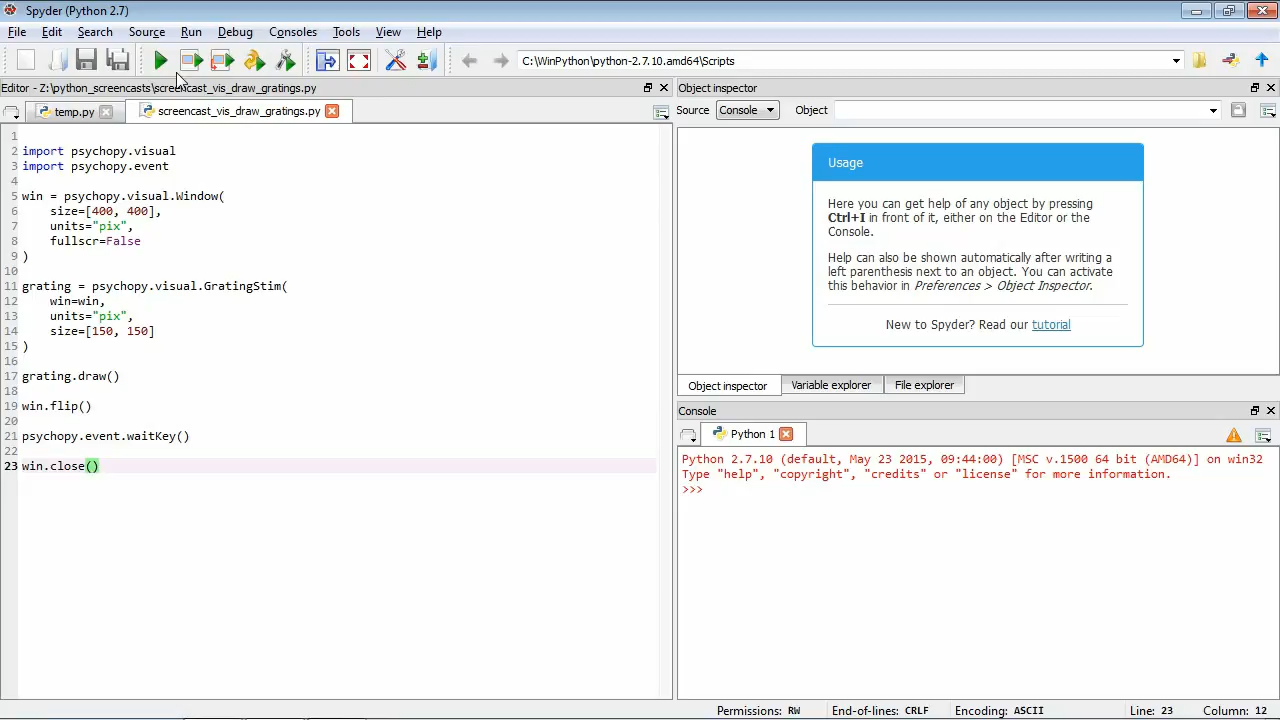 Spyder (Python 2.7)
File Edit Search Source Run Debug Consoles Tools View Help
C:\WinPython\python-2.7.10.amd64\Scripts
Editor - Z:\python_screencasts\screencast_vis_draw_gratings.py
temp.py screencast_vis_draw_gratings.py
1
2 import psychopy.visual
3 import psychopy.event
4
5 win = psychopy.visual.Window(
6     size=[400, 400],
7     units="pix",
8     fullscr=False
9 )
10
11 grating = psychopy.visual.GratingStim(
12     win=win,
13     units="pix",
14     size=[150, 150]
15 )
16
17 grating.draw()
18
19 win.flip()
20
21 psychopy.event.waitKey()
22
23 win.close()
Object inspector
Source Console Object
Usage
Here you can get help of any object by pressing
Ctrl+I in front of it, either on the Editor or the
Console.
Help can also be shown automatically after writing a
left parenthesis next to an object. You can activate
this behavior in Preferences > Object Inspector.
New to Spyder? Read our tutorial
Object inspector Variable explorer File explorer
Console
Python 1
Python 2.7.10 (default, May 23 2015, 09:44:00) [MSC v.1500 64 bit (AMD64)] on win32
Type "help", "copyright", "credits" or "license" for more information.
>>>
Permissions: RW End-of-lines: CRLF Encoding: ASCII Line: 23 Column: 12